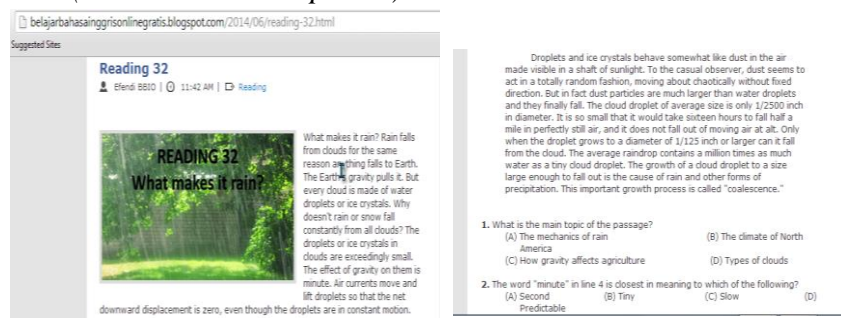 belajarbahasainggrisonlinegratis.blogspot.com/2014/06/reading-32.html
Suggested Sites
Reading 32
Efendi BBIO | 11:42 AM | Reading
READING 32
What makes it rain?
What makes it rain? Rain falls
from clouds for the same
reason anything falls to Earth.
The Earth's gravity pulls it. But
every cloud is made of water
droplets or ice crystals. Why
doesn't rain or snow fall
constantly from all clouds? The
droplets or ice crystals in
clouds are exceedingly small.
The effect of gravity on them is
minute. Air currents move and
lift droplets so that the net
downward displacement is zero, even though the droplets are in constant motion.
Droplets and ice crystals behave somewhat like dust in the air
made visible in a shaft of sunlight. To the casual observer, dust seems to
act in a totally random fashion, moving about chaotically without fixed
direction. But in fact dust particles are much larger than water droplets
and they finally fall. The cloud droplet of average size is only 1/2500 inch
in diameter. It is so small that it would take sixteen hours to fall half a
mile in perfectly still air, and it does not fall out of moving air at alt. Only
when the droplet grows to a diameter of 1/125 inch or larger can it fall
from the cloud. The average raindrop contains a million times as much
water as a tiny cloud droplet. The growth of a cloud droplet to a size
large enough to fall out is the cause of rain and other forms of
precipitation. This important growth process is called "coalescence."
1. What is the main topic of the passage?
(A) The mechanics of rain (B) The climate of North
America
(C) How gravity affects agriculture (D) Types of clouds
2. The word "minute" in line 4 is closest in meaning to which of the following?
(A) Second (B) Tiny (C) Slow (D)
Predictable